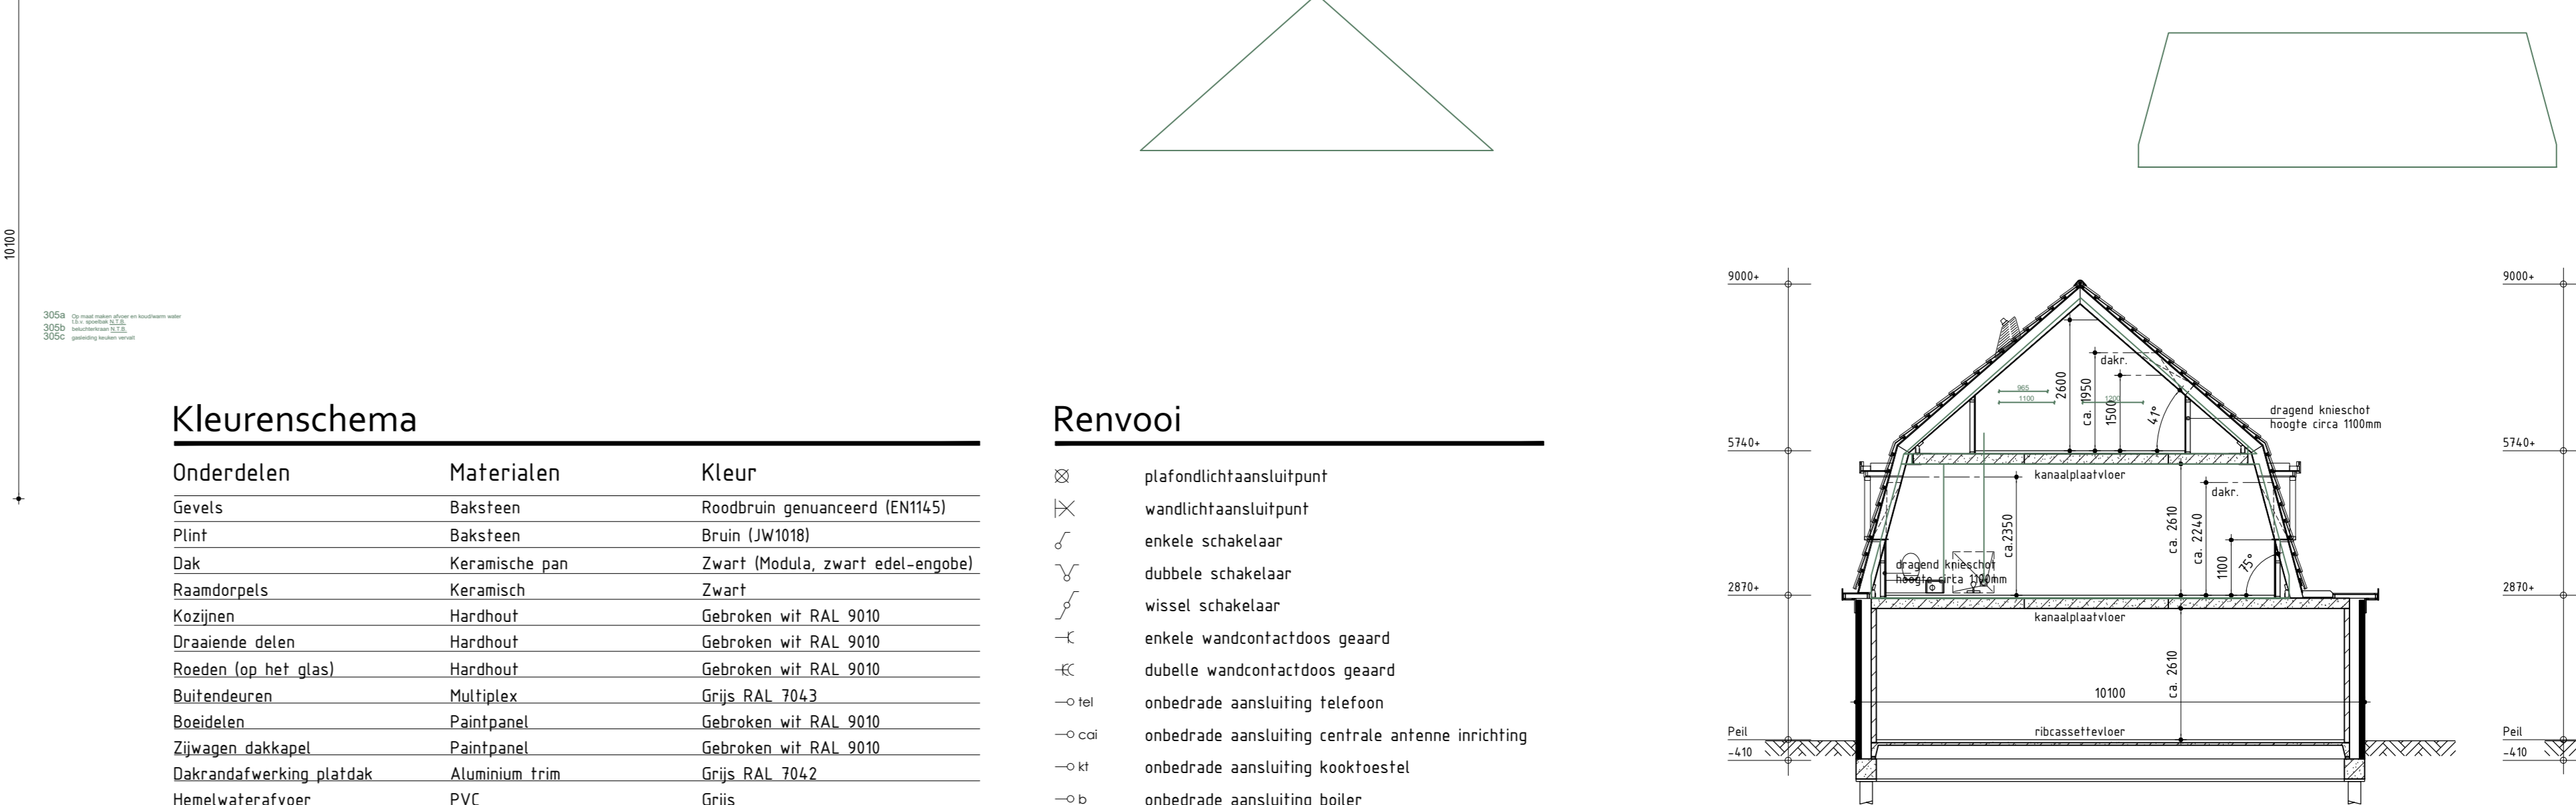 10100
305a Op maat maken afvoer en koud/warm water
t.b.v. spoelbak N.T.B.
305b beluchterkraan N.T.B.
305c gasleiding keuken vervalt
Kleurenschema
Onderdelen Materialen Kleur
Gevels Baksteen Roodbruin genuanceerd (EN1145)
Plint Baksteen Bruin (JW1018)
Dak Keramische pan Zwart (Modula, zwart edel-engobe)
Raamdorpels Keramisch Zwart
Kozijnen Hardhout Gebroken wit RAL 9010
Draaiende delen Hardhout Gebroken wit RAL 9010
Roeden (op het glas) Hardhout Gebroken wit RAL 9010
Buitendeuren Multiplex Grijs RAL 7043
Boeidelen Paintpanel Gebroken wit RAL 9010
Zijwagen dakkapel Paintpanel Gebroken wit RAL 9010
Dakrandafwerking platdak Aluminium trim Grijs RAL 7042
Hemelwaterafvoer PVC Grijs
Renvooi
plafondlichtaansluitpunt
wandlichtaansluitpunt
enkele schakelaar
dubbele schakelaar
wissel schakelaar
enkele wandcontactdoos geaard
dubelle wandcontactdoos geaard
tel onbedrade aansluiting telefoon
cai onbedrade aansluiting centrale antenne inrichting
kt onbedrade aansluiting kooktoestel
b onbedrade aansluiting boiler
9000+
5740+
2870+
Peil
-410
dakr.
965
1100
1200
2600
ca. 1950
1500
41°
dragend knieschot
hoogte circa 1100mm
kanaalplaatvloer
dakr.
ca.2350
ca. 2610
ca. 2240
1100
75°
dragend knieschot
hoogte circa 1100mm
kanaalplaatvloer
ca. 2610
10100
ribcassettevloer
9000+
5740+
2870+
Peil
-410